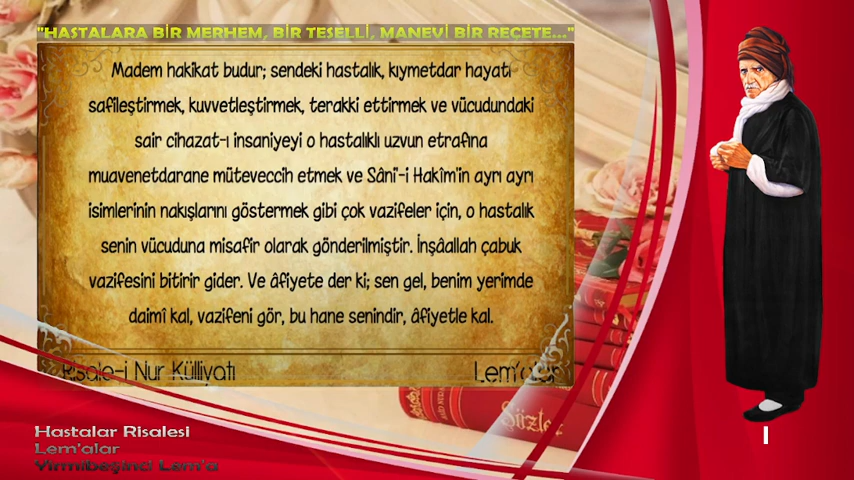 "HASTALARA BİR MERHEM, BİR TESELLİ, MANEVİ BİR REÇETE..."
Madem hakikat budur; sendeki hastalık, kıymetdar hayatı
safîleştirmek, kuvvetleştirmek, terakki ettirmek ve vücudundaki
sair cihazat-ı insaniyeyi o hastalıklı uzvun etrafına
muavenetdarane müteveccih etmek ve Sâni'-i Hakîm'in ayrı ayrı
isimlerinin nakışlarını göstermek gibi çok vazifeler için, o hastalık
senin vücuduna misafir olarak gönderilmiştir. İnşâallah çabuk
vazifesini bitirir gider. Ve âfiyete der ki; sen gel, benim yerimde
daimî kal, vazifeni gör, bu hane senindir, âfiyetle kal.
Risale-i Nur Külliyatı
Lem'alar
Sözler
Hastalar Risalesi
Lem'alar
Yirmibeşinci Lem'a